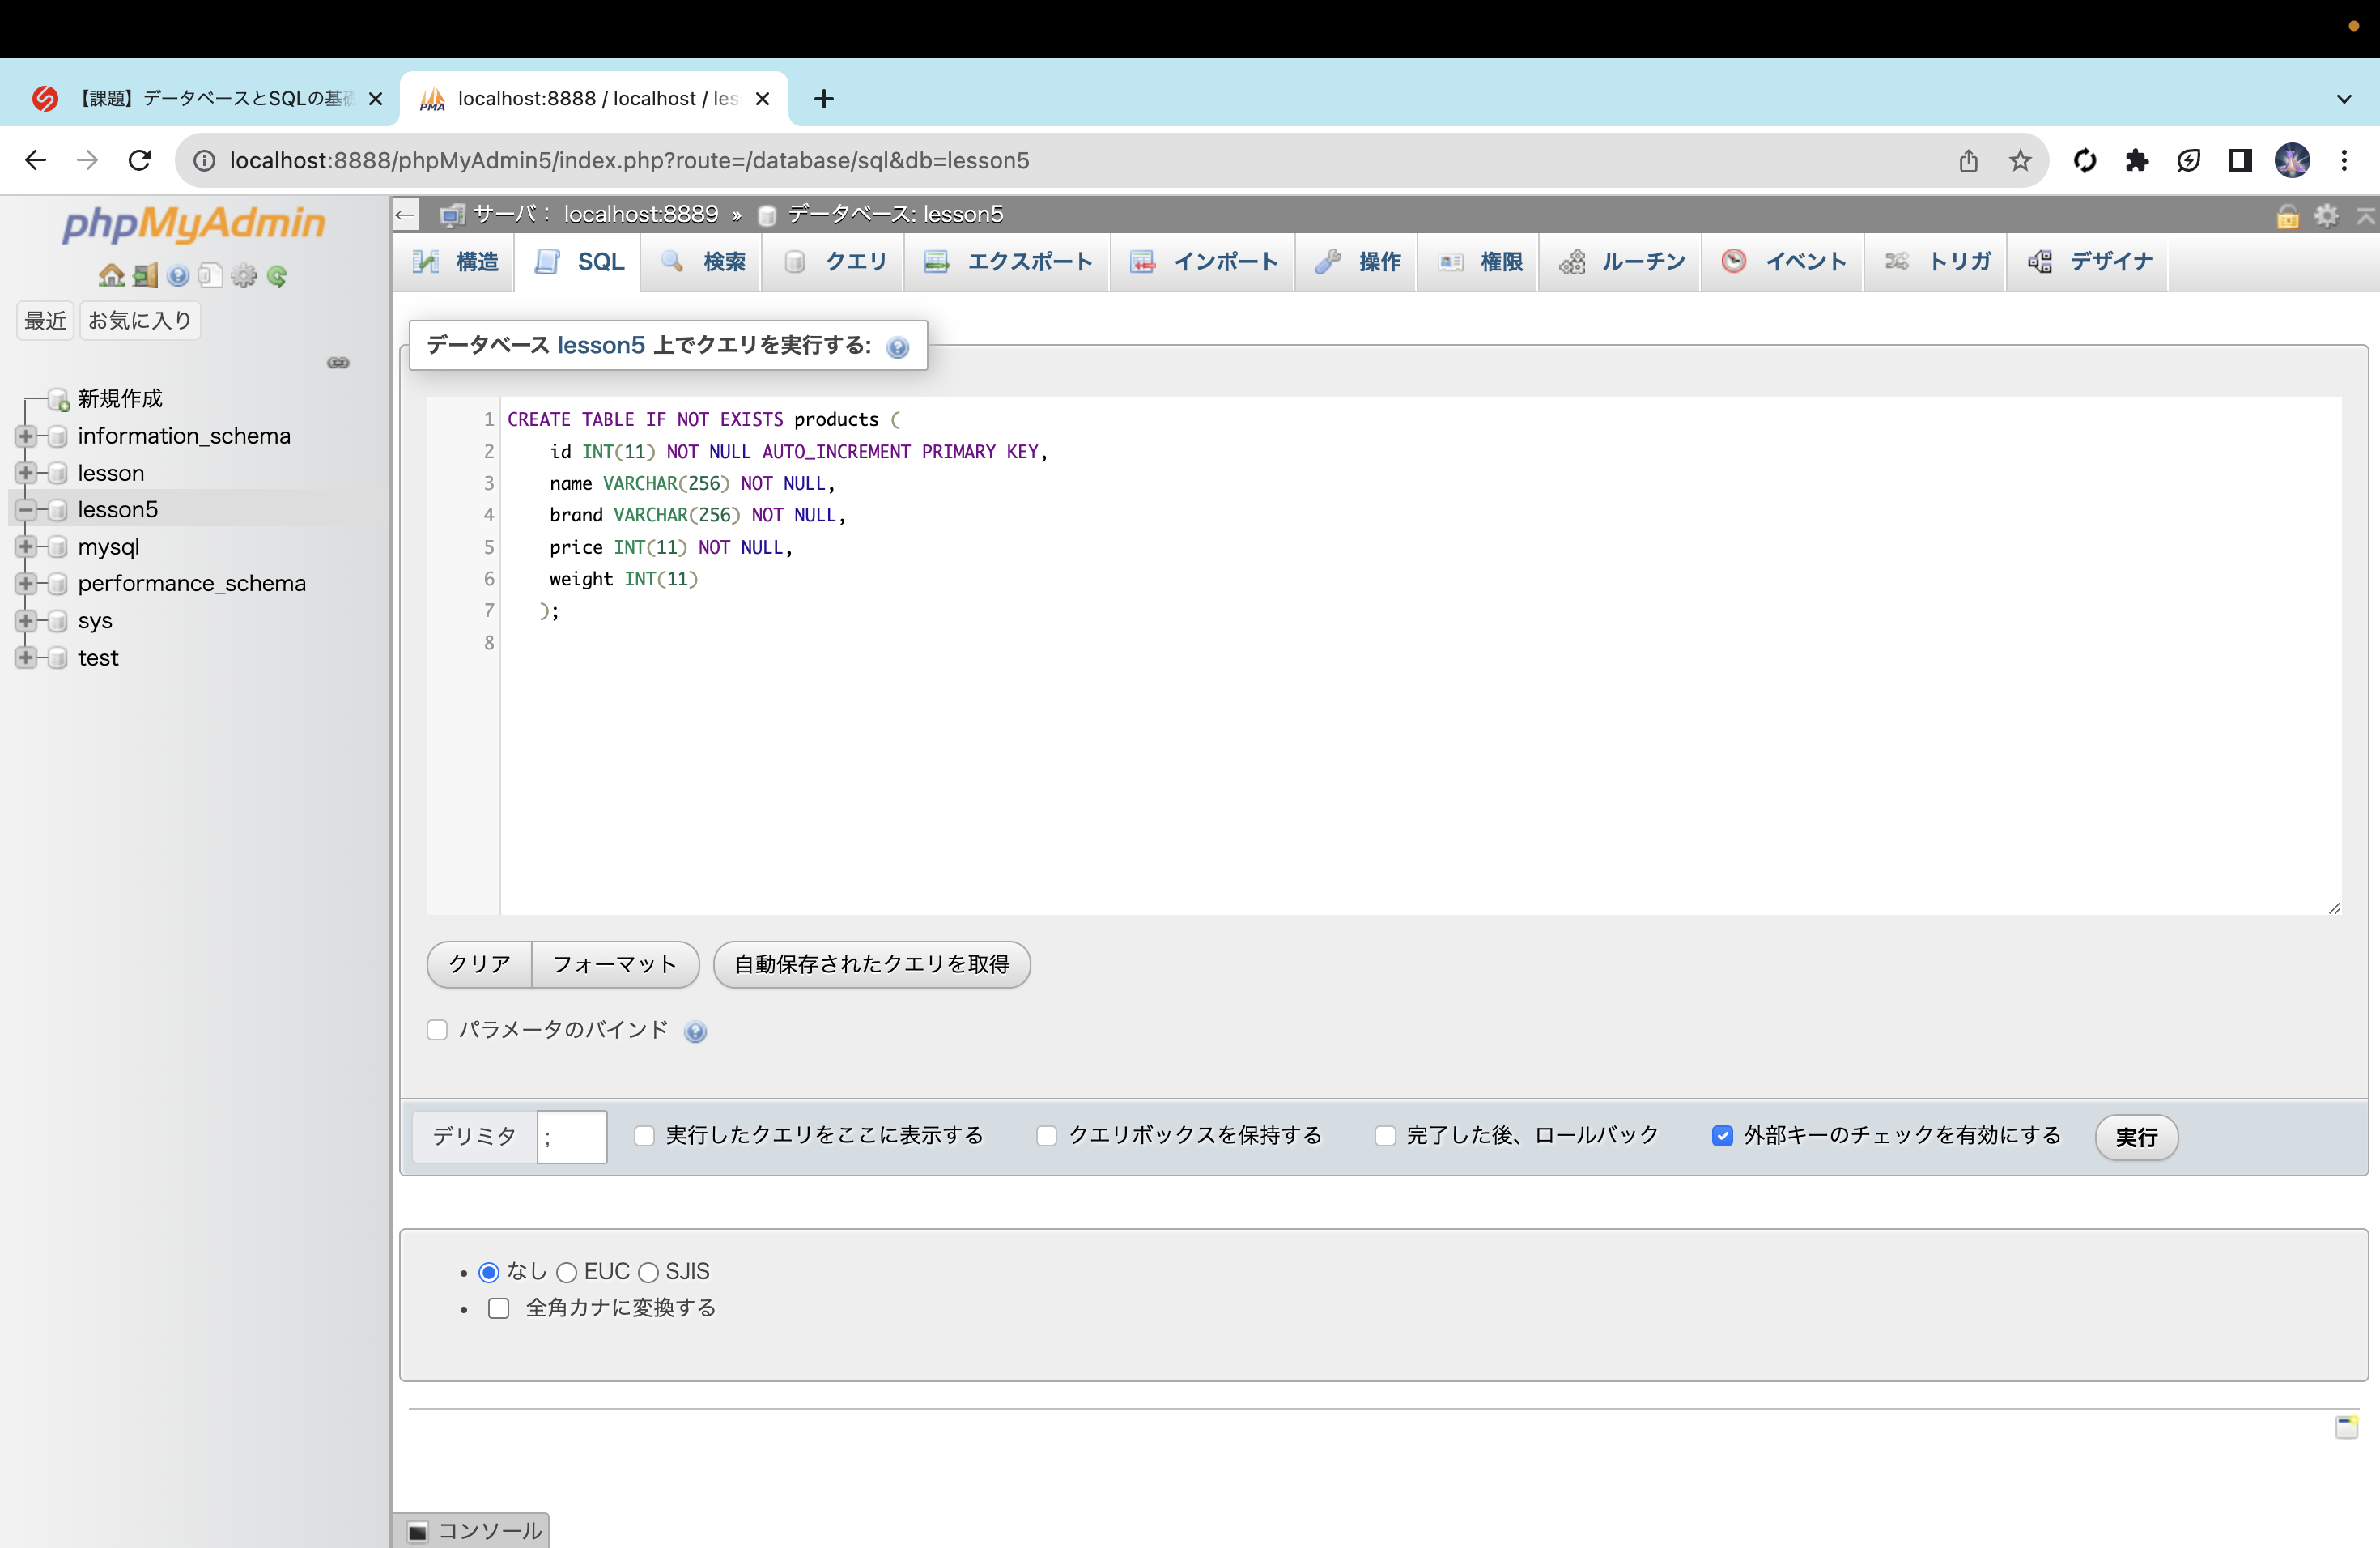 【課題】データベースとSQLの基礎
localhost:8888 / localhost / les
localhost:8888/phpMyAdmin5/index.php?route=/database/sql&db=lesson5
phpMyAdmin
最近 お気に入り
新規作成
information_schema
lesson
lesson5
mysql
performance_schema
sys
test
サーバ： localhost:8889 » データベース: lesson5
構造 SQL 検索 クエリ エクスポート インポート 操作 権限 ルーチン イベント トリガ デザイナ
データベース lesson5 上でクエリを実行する:
1 CREATE TABLE IF NOT EXISTS products (
2 id INT(11) NOT NULL AUTO_INCREMENT PRIMARY KEY,
3 name VARCHAR(256) NOT NULL,
4 brand VARCHAR(256) NOT NULL,
5 price INT(11) NOT NULL,
6 weight INT(11)
7 );
8
クリア フォーマット 自動保存されたクエリを取得
パラメータのバインド
デリミタ ; 実行したクエリをここに表示する クエリボックスを保持する 完了した後、ロールバック 外部キーのチェックを有効にする 実行
• なし EUC SJIS
• 全角カナに変換する
コンソール